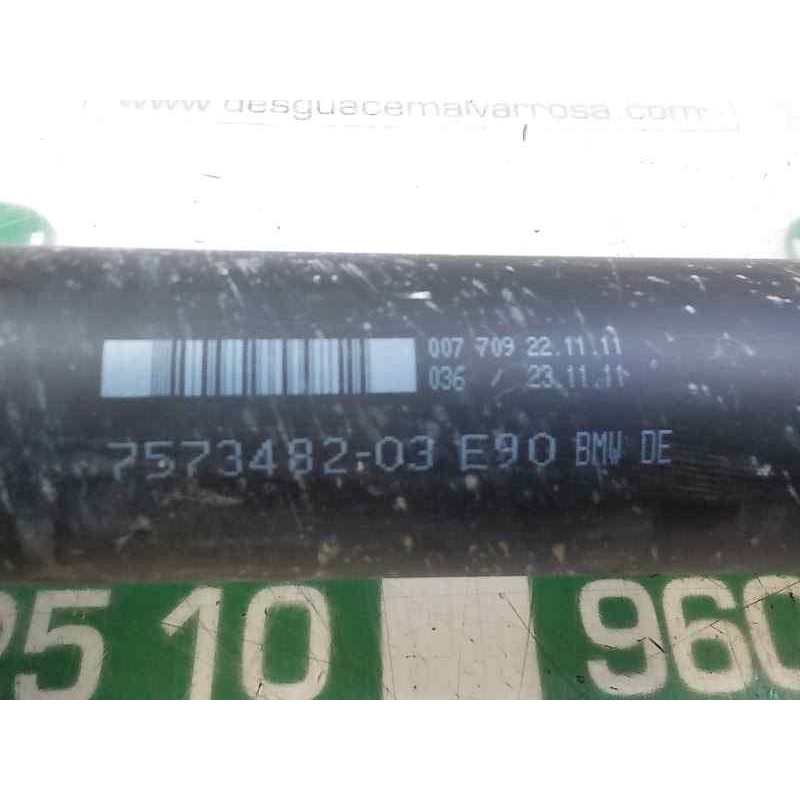 www.desguacemalvarrosa.com
007 709 22.11.11
036 / 23.11.11
7573482-03 E90 BMW DE
25 10 960